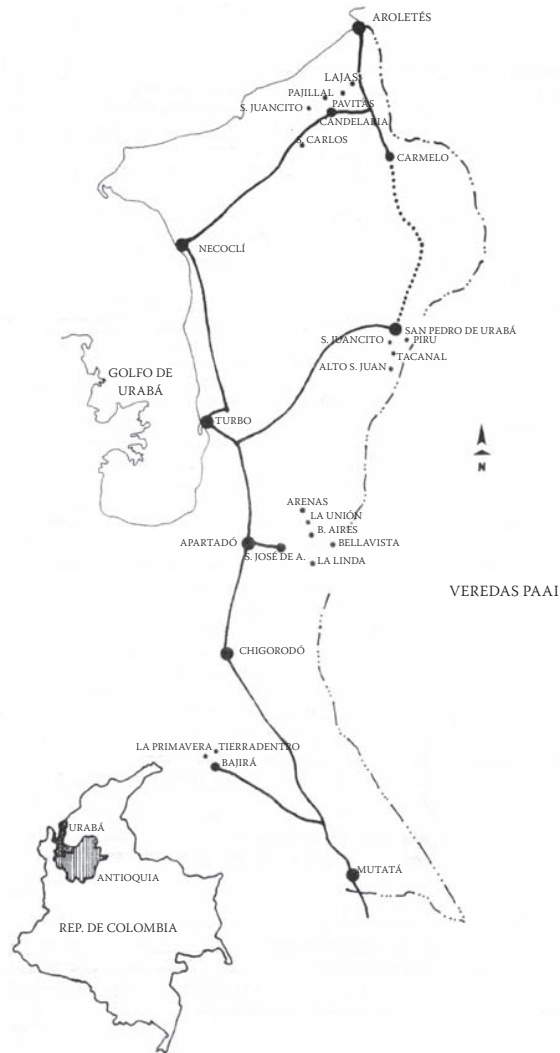 AROLETÉS
LAJAS
PAJILLAL
PAVITAS
S. JUANCITO
CANDELARIA
S. CARLOS
CARMELO
NECOCLÍ
SAN PEDRO DE URABÁ
S. JUANCITO
PIRU
TACANAL
ALTO S. JUAN
GOLFO DE
URABÁ
TURBO
N
ARENAS
LA UNIÓN
B. AIRES
APARTADÓ
BELLAVISTA
S. JOSÉ DE A.
LA LINDA
VEREDAS PAAI
CHIGORODÓ
LA PRIMAVERA
TIERRADENTRO
BAJIRÁ
URABÁ
MUTATÁ
ANTIOQUIA
REP. DE COLOMBIA